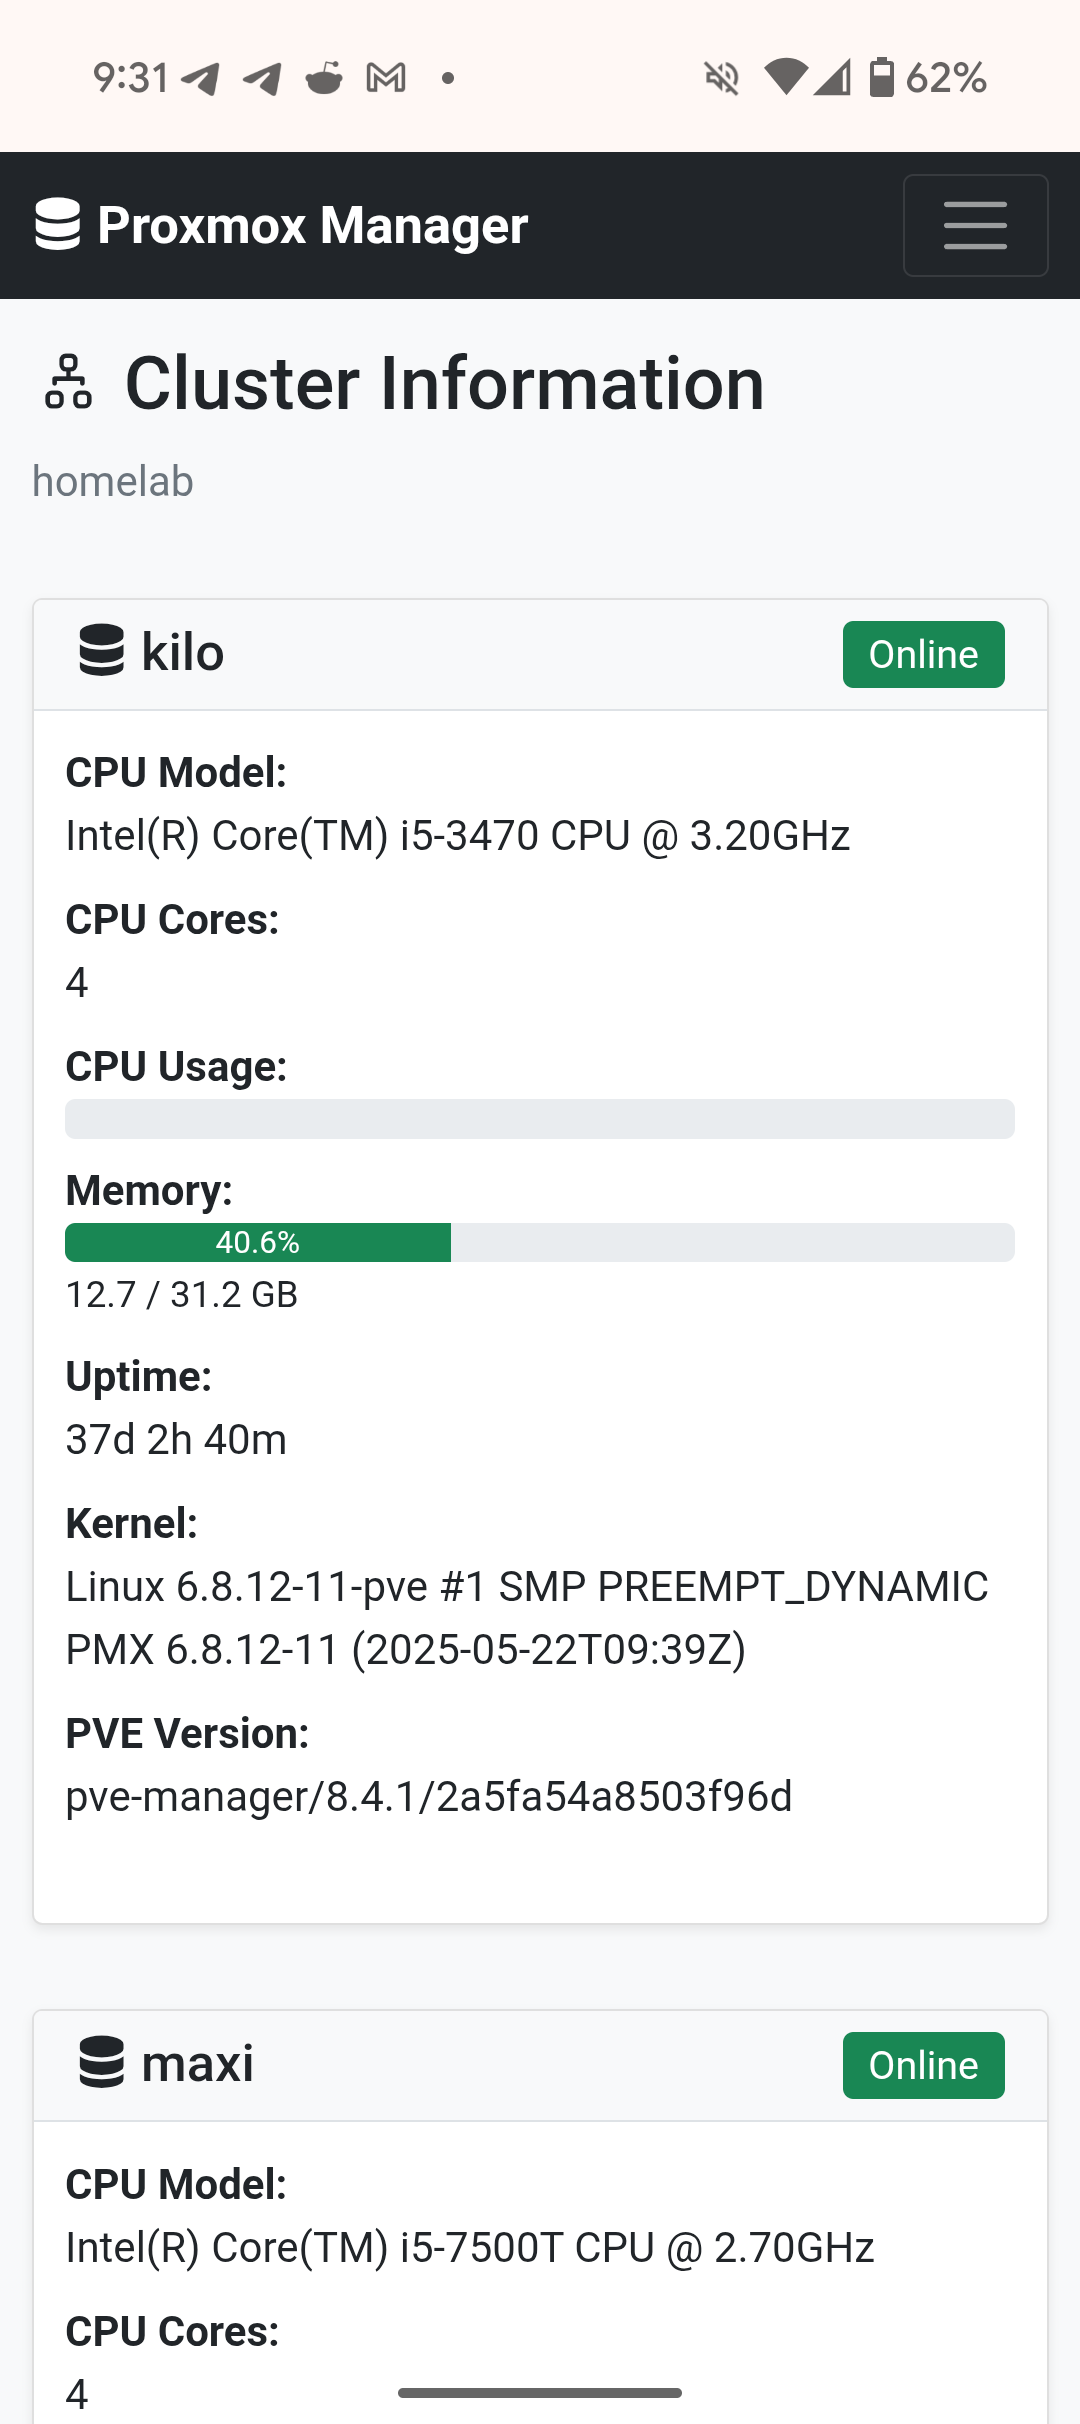 9:31
62%
Proxmox Manager
Cluster Information
homelab
kilo
Online
CPU Model:
Intel(R) Core(TM) i5-3470 CPU @ 3.20GHz
CPU Cores:
4
CPU Usage:
Memory:
40.6%
12.7 / 31.2 GB
Uptime:
37d 2h 40m
Kernel:
Linux 6.8.12-11-pve #1 SMP PREEMPT_DYNAMIC
PMX 6.8.12-11 (2025-05-22T09:39Z)
PVE Version:
pve-manager/8.4.1/2a5fa54a8503f96d
maxi
Online
CPU Model:
Intel(R) Core(TM) i5-7500T CPU @ 2.70GHz
CPU Cores:
4